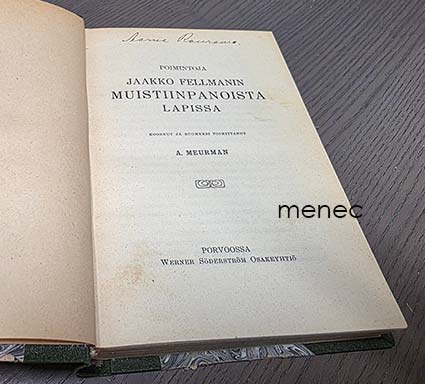 POIMINTOJA
JAAKKO FELLMANIN
MUISTIINPANOISTA
LAPISSA
KOONNUT JA SUOMEKSI TOIMITTANUT
A. MEURMAN
menec
PORVOOSSA
WERNER SÖDERSTRÖM OSAKEYHTIÖ